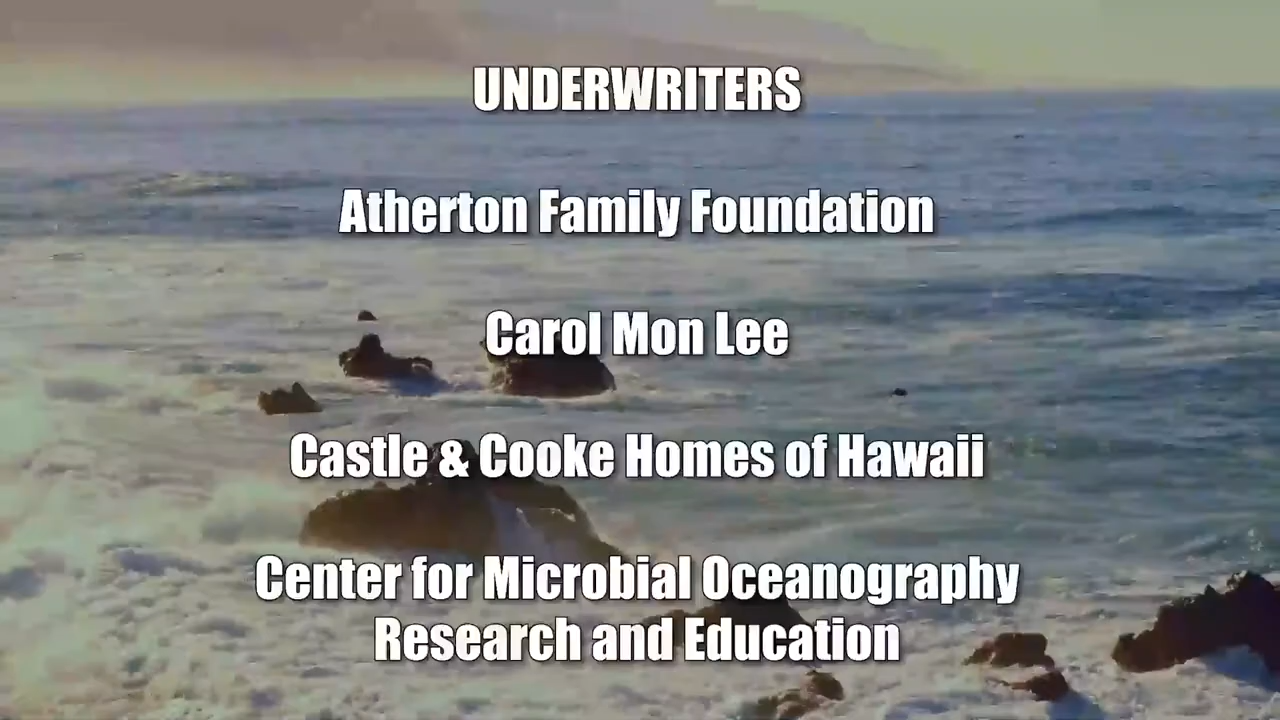 UNDERWRITERS
Atherton Family Foundation
Carol Mon Lee
Castle & Cooke Homes of Hawaii
Center for Microbial Oceanography
Research and Education